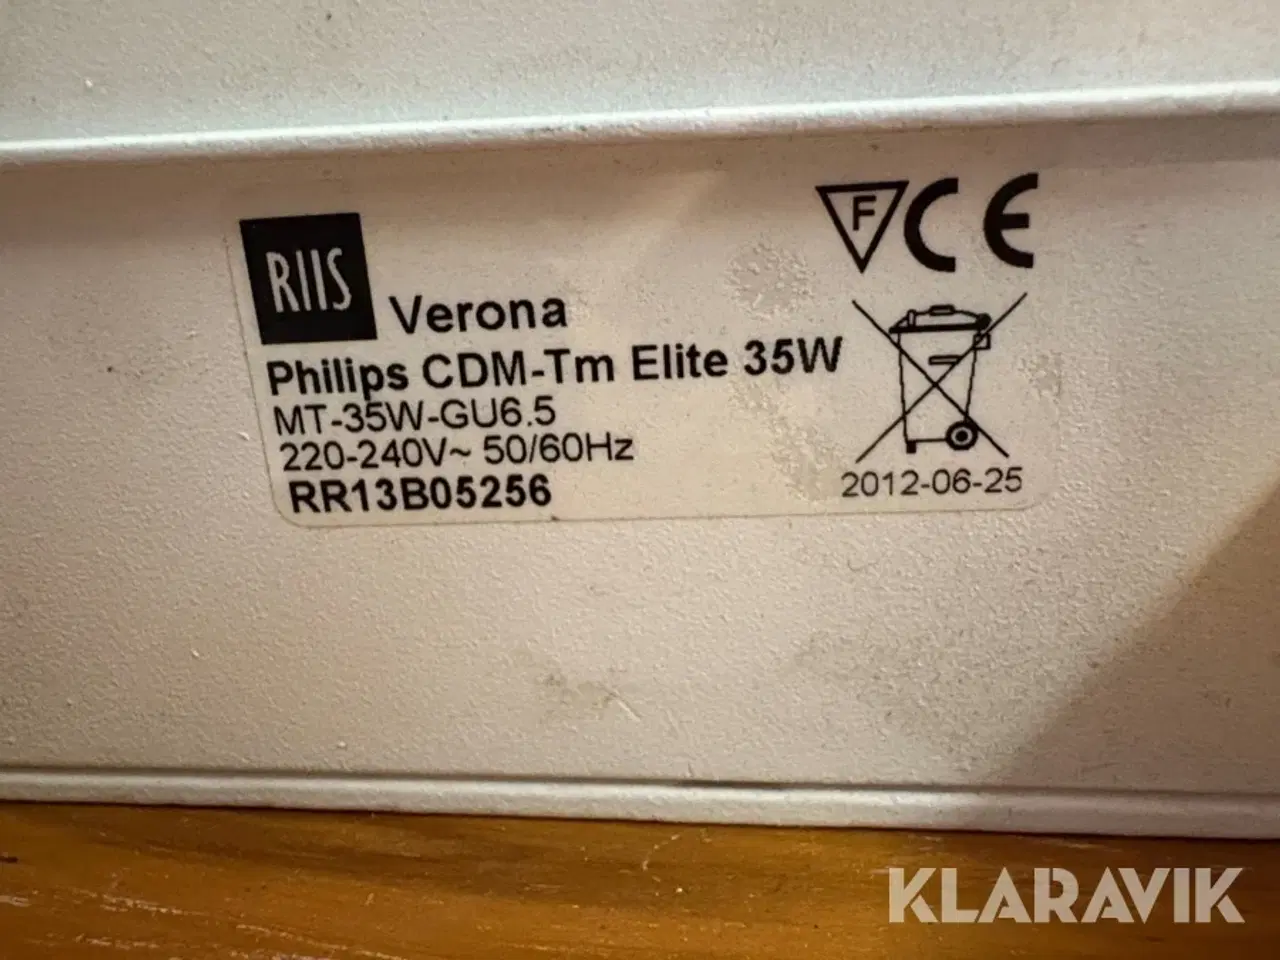 RIIS
Verona
F CE
Philips CDM-Tm Elite 35W
MT-35W-GU6.5
220-240V~ 50/60Hz
RR13B05256
2012-06-25
KLARAVIK